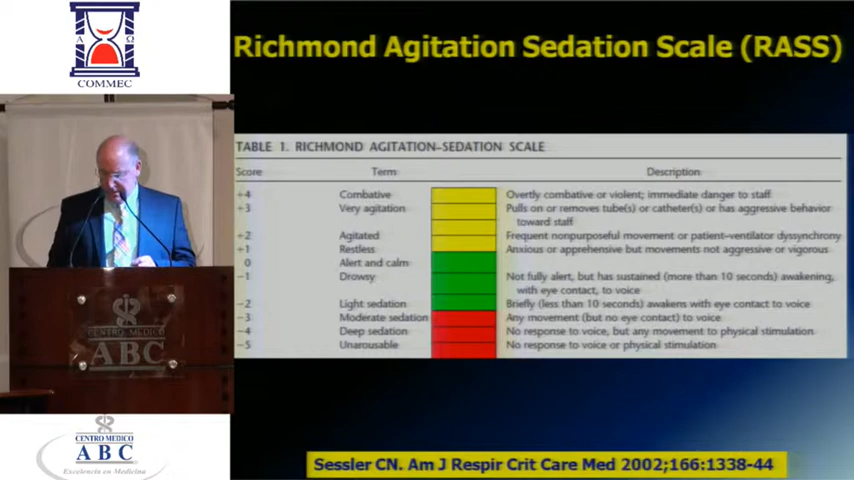 A Ω
COMMEC
Richmond Agitation Sedation Scale (RASS)
TABLE 1. RICHMOND AGITATION–SEDATION SCALE
Score Term Description
+4 Combative Overtly combative or violent; immediate danger to staff
+3 Very agitation Pulls on or removes tube(s) or catheter(s) or has aggressive behavior
toward staff
+2 Agitated Frequent nonpurposeful movement or patient–ventilator dyssynchrony
+1 Restless Anxious or apprehensive but movements not aggressive or vigorous
0 Alert and calm
−1 Drowsy Not fully alert, but has sustained (more than 10 seconds) awakening,
with eye contact, to voice
−2 Light sedation Briefly (less than 10 seconds) awakens with eye contact to voice
−3 Moderate sedation Any movement (but no eye contact) to voice
−4 Deep sedation No response to voice, but any movement to physical stimulation
−5 Unarousable No response to voice or physical stimulation
CENTRO MEDICO
ABC
CENTRO MEDICO
ABC
Excelencia en Medicina
Sessler CN. Am J Respir Crit Care Med 2002;166:1338-44